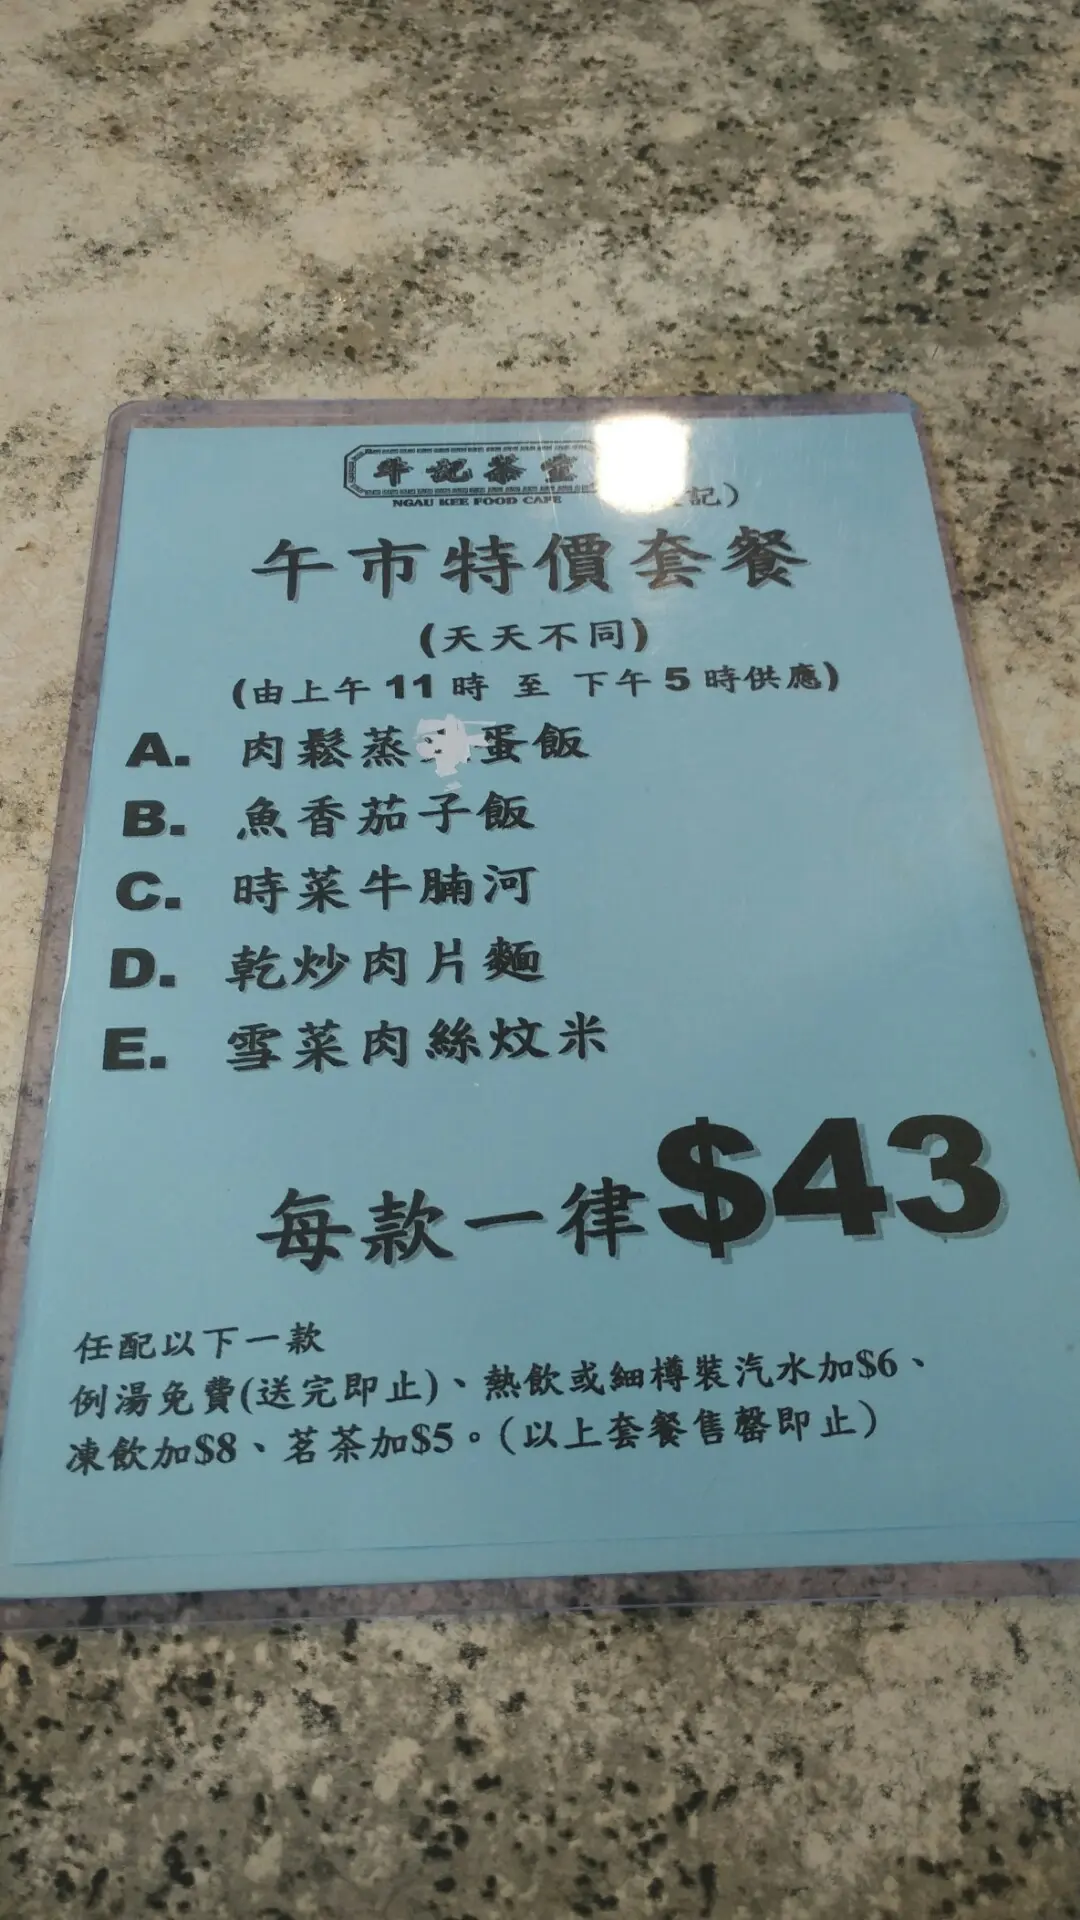 牛記茶室
NGAU KEE FOOD CAFE
記)
午市特價套餐
(天天不同)
(由上午11時 至 下午5時供應)
A. 肉鬆蒸蛋飯
B. 魚香茄子飯
C. 時菜牛腩河
D. 乾炒肉片麵
E. 雪菜肉絲炆米
每款一律$43
任配以下一款
例湯免費(送完即止)、熱飲或細樽裝汽水加$6、
凍飲加$8、茗茶加$5。(以上套餐售罄即止)